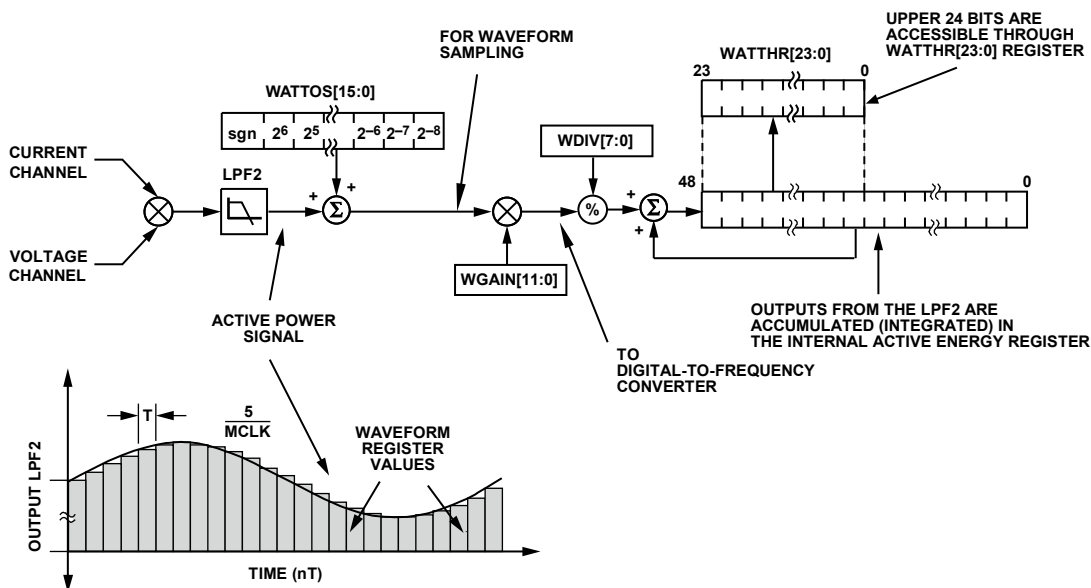 UPPER 24 BITS ARE
ACCESSIBLE THROUGH
WATTHR[23:0] REGISTER
FOR WAVEFORM
SAMPLING
WATTHR[23:0]
23
0
WATTOS[15:0]
sgn 2⁶ 2⁵ 2⁻⁶ 2⁻⁷ 2⁻⁸
WDIV[7:0]
CURRENT
CHANNEL
LPF2
48
0
+
+
Σ
%
+
Σ
+
VOLTAGE
CHANNEL
WGAIN[11:0]
ACTIVE POWER
SIGNAL
OUTPUTS FROM THE LPF2 ARE
ACCUMULATED (INTEGRATED) IN
THE INTERNAL ACTIVE ENERGY REGISTER
TO
DIGITAL-TO-FREQUENCY
CONVERTER
T
5
MCLK
WAVEFORM
REGISTER
VALUES
OUTPUT LPF2
TIME (nT)